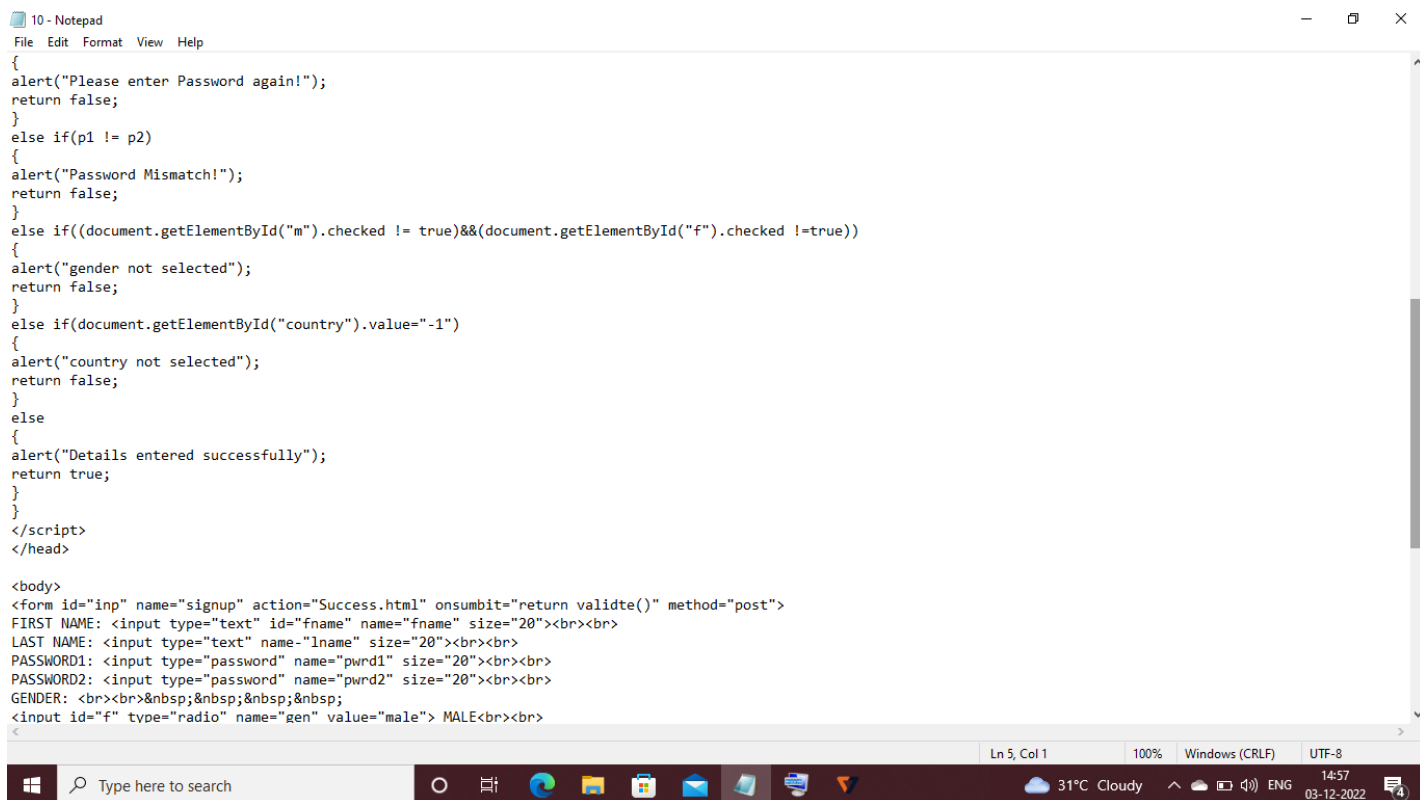 10 - Notepad
File Edit Format View Help
{
alert("Please enter Password again!");
return false;
}
else if(p1 != p2)
{
alert("Password Mismatch!");
return false;
}
else if((document.getElementById("m").checked != true)&&(document.getElementById("f").checked !=true))
{
alert("gender not selected");
return false;
}
else if(document.getElementById("country").value="-1")
{
alert("country not selected");
return false;
}
else
{
alert("Details entered successfully");
return true;
}
}
</script>
</head>

<body>
<form id="inp" name="signup" action="Success.html" onsumbit="return validte()" method="post">
FIRST NAME: <input type="text" id="fname" name="fname" size="20"><br><br>
LAST NAME: <input type="text" name-"lname" size="20"><br><br>
PASSWORD1: <input type="password" name="pwrd1" size="20"><br><br>
PASSWORD2: <input type="password" name="pwrd2" size="20"><br><br>
GENDER: <br><br>&nbsp;&nbsp;&nbsp;&nbsp;
<input id="f" type="radio" name="gen" value="male"> MALE<br><br>
Ln 5, Col 1 100% Windows (CRLF) UTF-8
Type here to search 31°C Cloudy ENG 14:57
03-12-2022 4